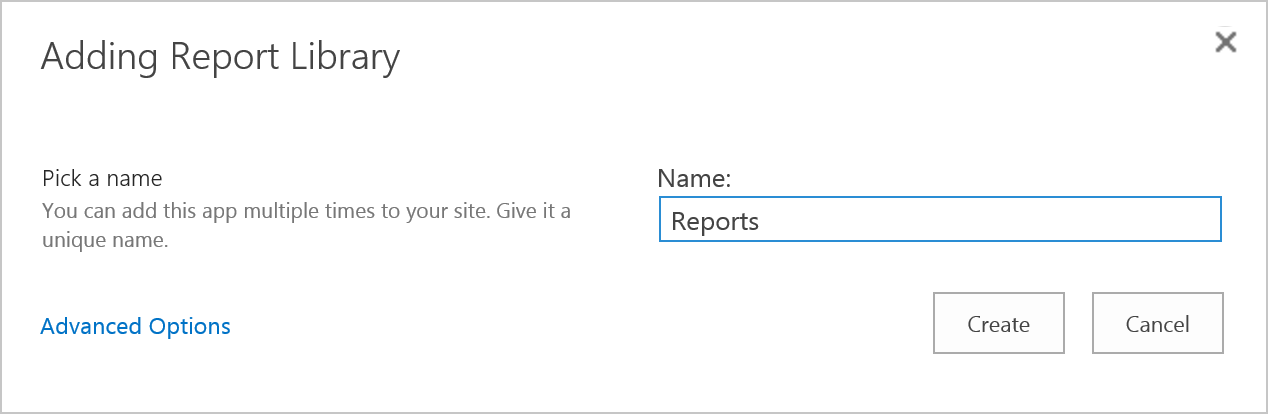 Adding Report Library
Pick a name
You can add this app multiple times to your site. Give it a
unique name.
Name:
Reports
Advanced Options
Create
Cancel